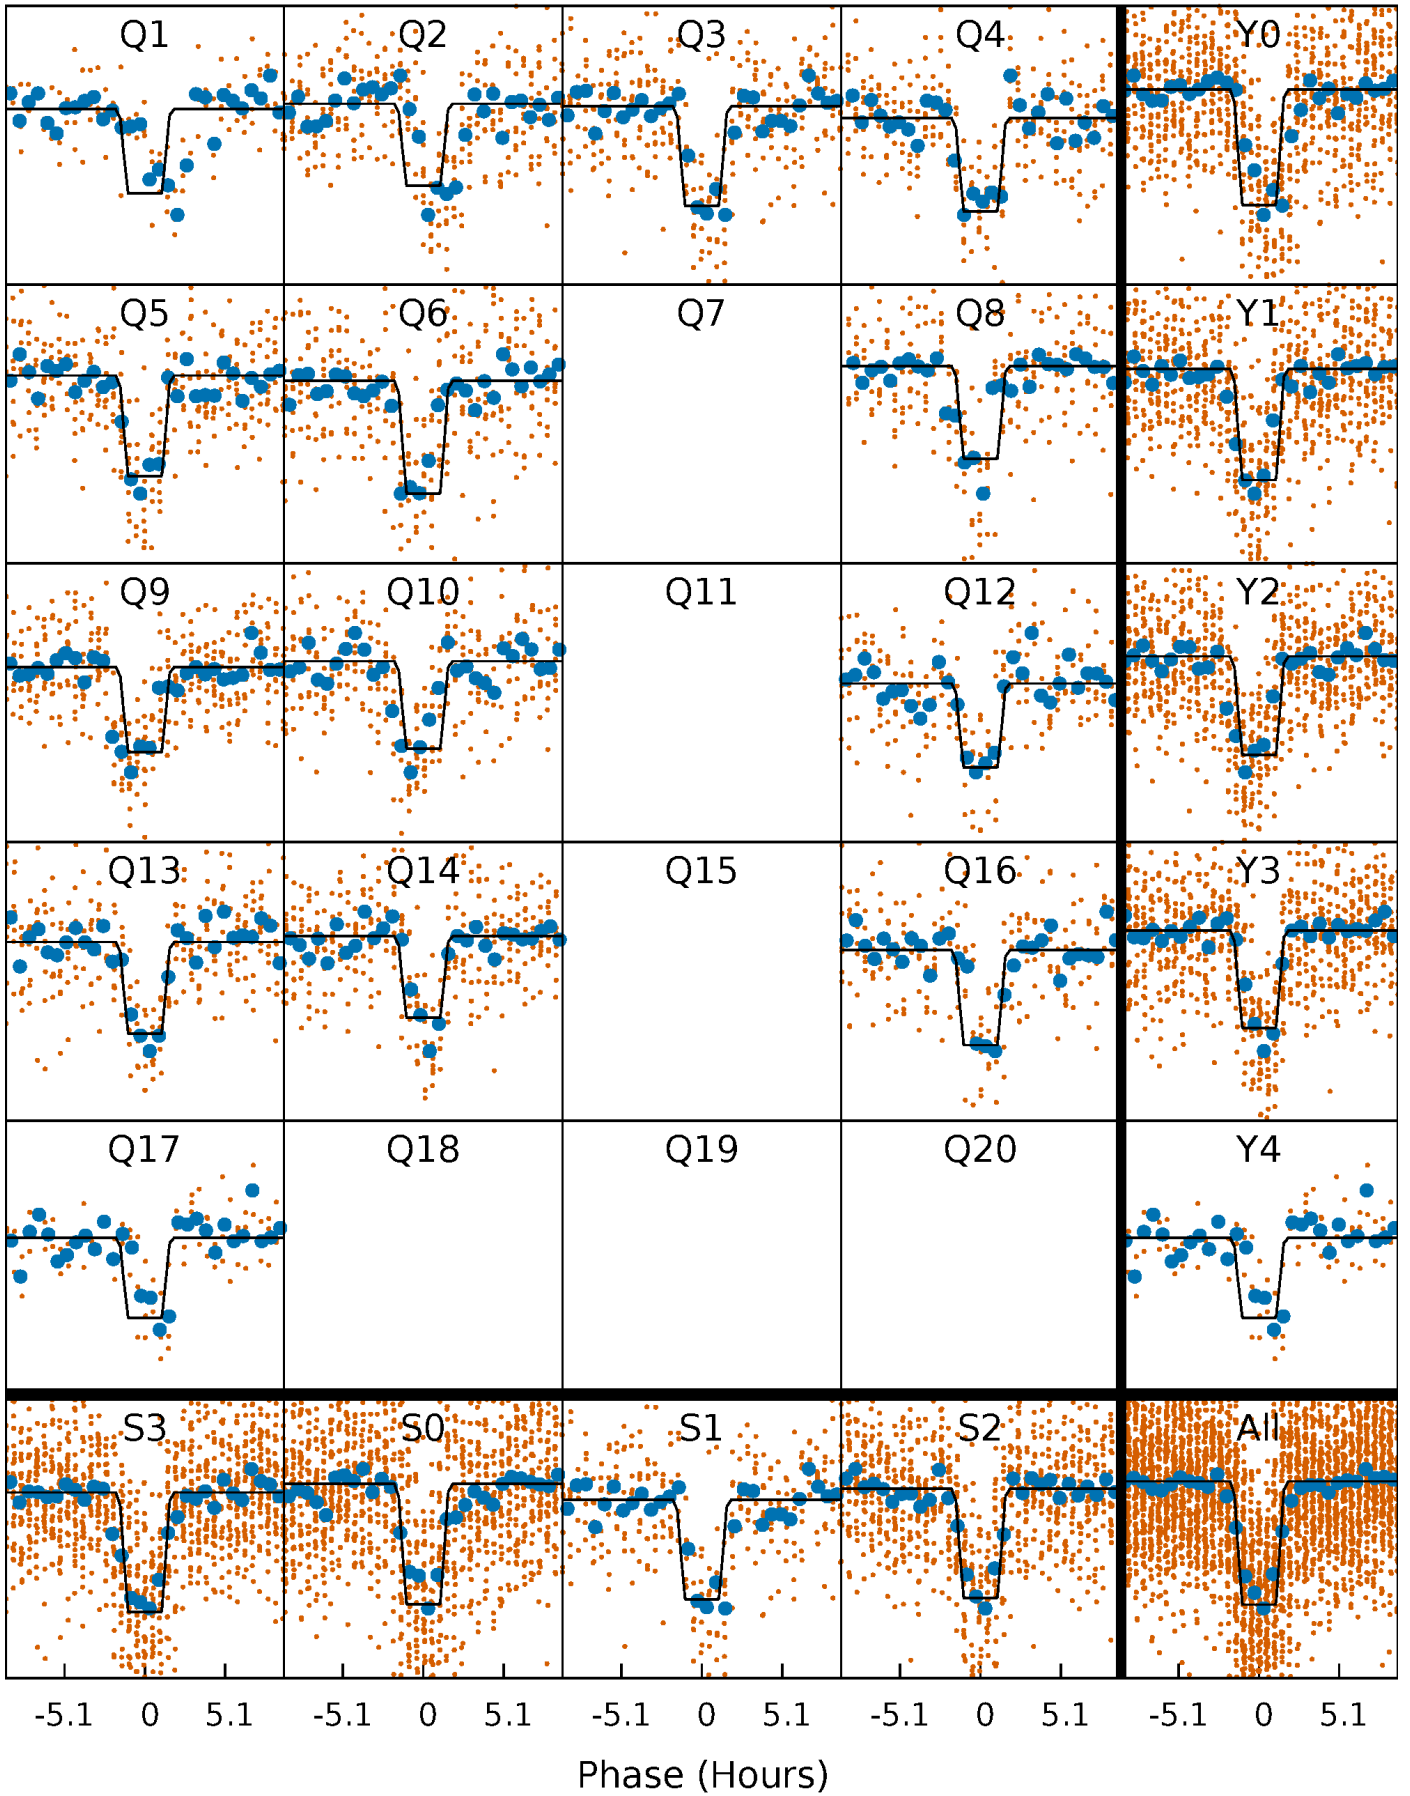 Q1 Q2 Q3 Q4 Y0
Q5 Q6 Q7 Q8 Y1
Q9 Q10 Q11 Q12 Y2
Q13 Q14 Q15 Q16 Y3
Q17 Q18 Q19 Q20 Y4
S3 S0 S1 S2 All
-5.1 0 5.1 -5.1 0 5.1 -5.1 0 5.1 -5.1 0 5.1 -5.1 0 5.1
Phase (Hours)